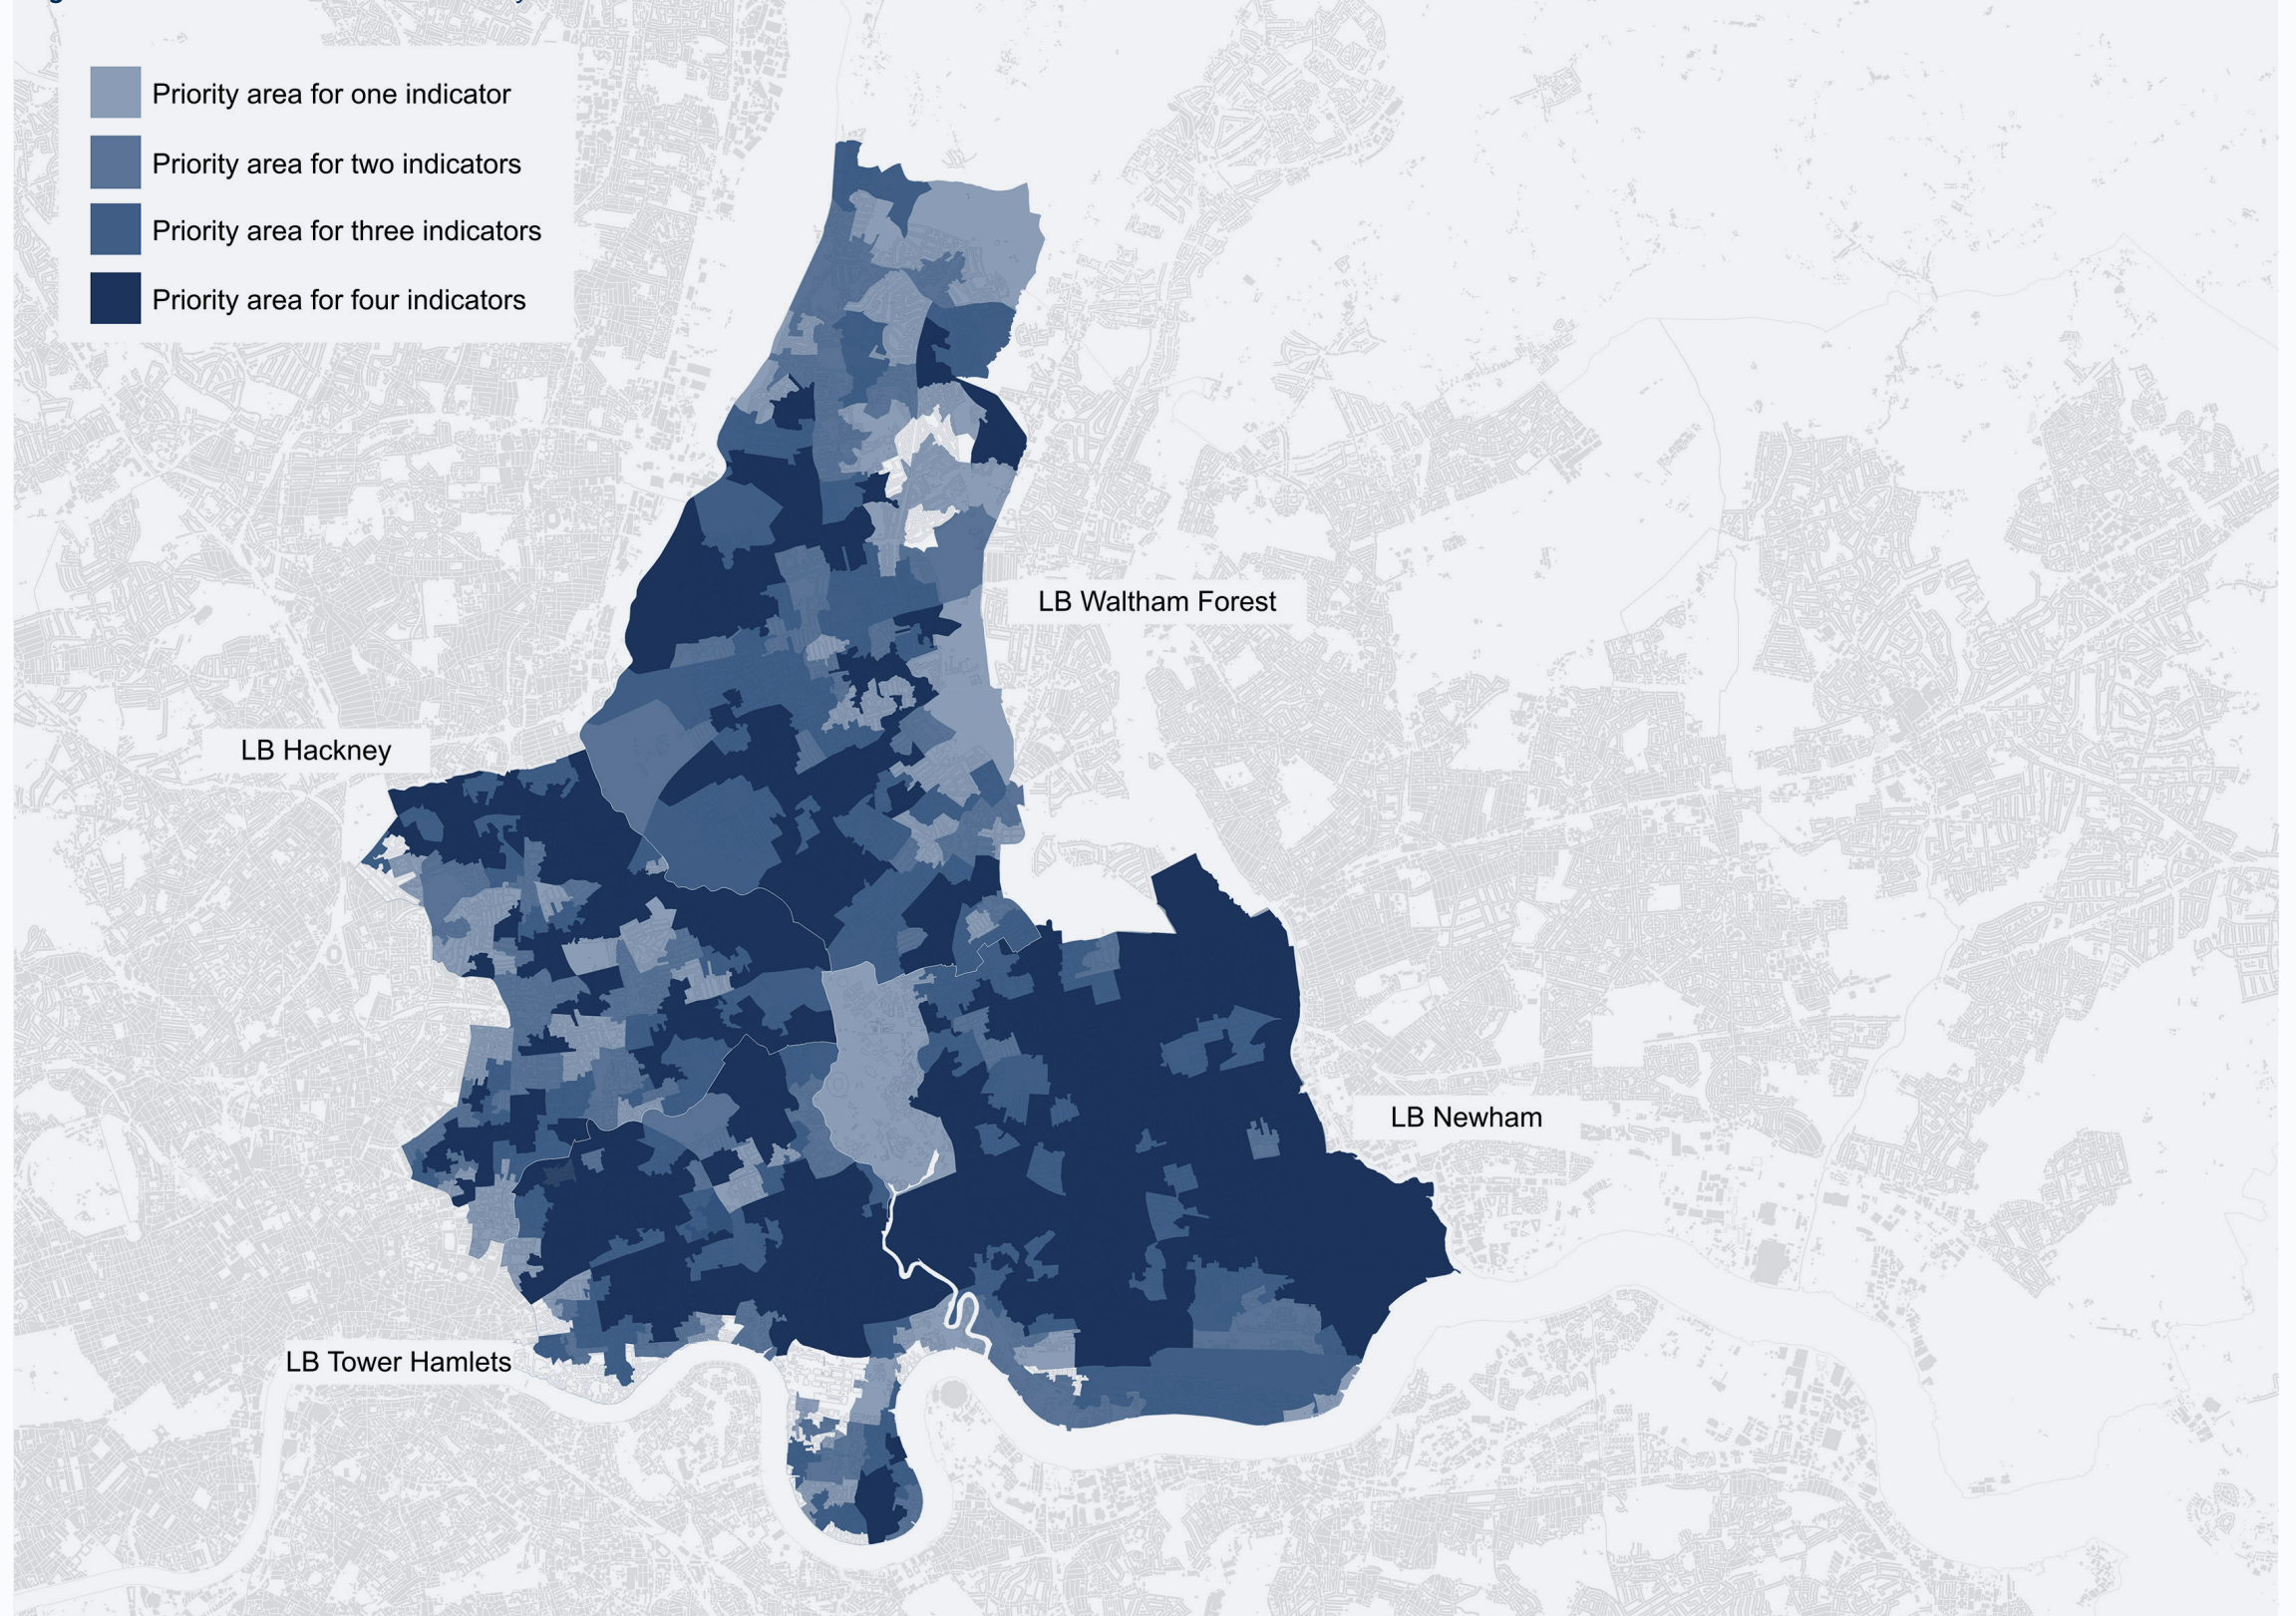 Priority area for one indicator
Priority area for two indicators
Priority area for three indicators
Priority area for four indicators
LB Waltham Forest
LB Hackney
LB Newham
LB Tower Hamlets